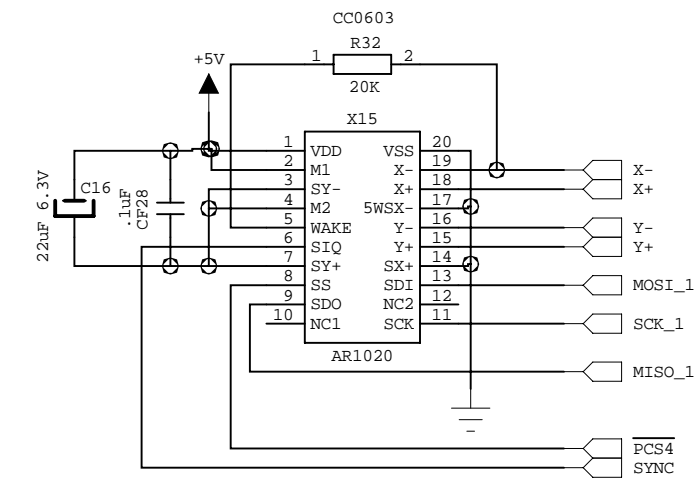 CC0603
R32
1 2
20K
+5V
X15
22uF 6.3V
C16
.1uF
CF28
1 VDD VSS 20
2 M1 X- 19 X-
3 SY- X+ 18 X+
4 M2 5WSX- 17
5 WAKE Y- 16 Y-
6 SIQ Y+ 15 Y+
7 SY+ SX+ 14
8 SS SDI 13 MOSI_1
9 SDO NC2 12
10 NC1 SCK 11 SCK_1
AR1020
MISO_1
PCS4
SYNC